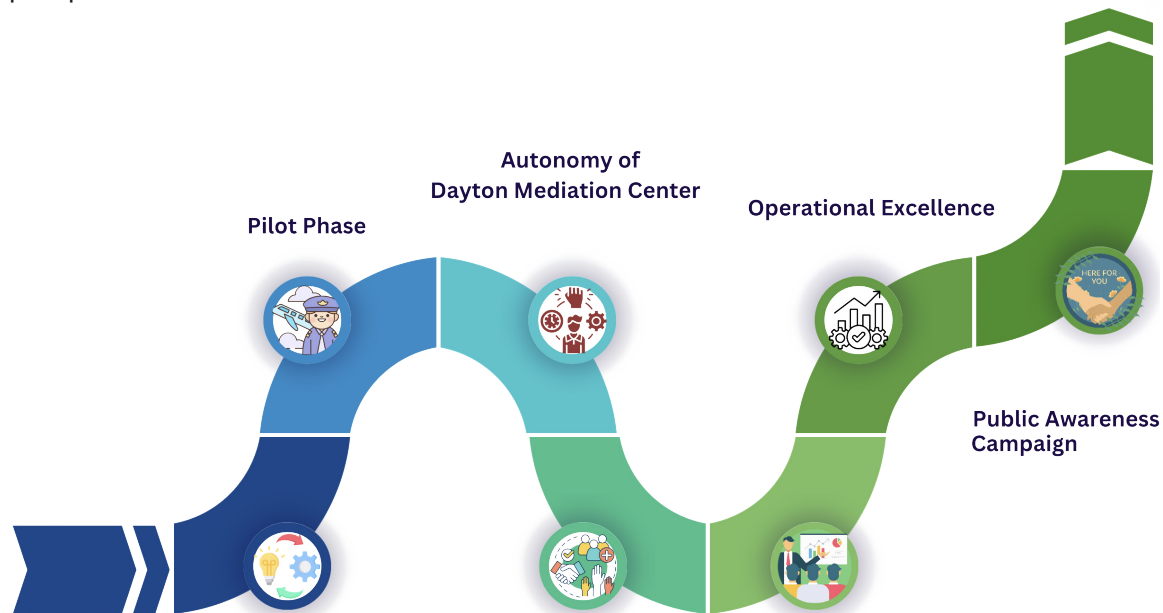 Autonomy of
Dayton Mediation Center
Pilot Phase
Operational Excellence
HERE FOR
YOU
Public Awareness
Campaign